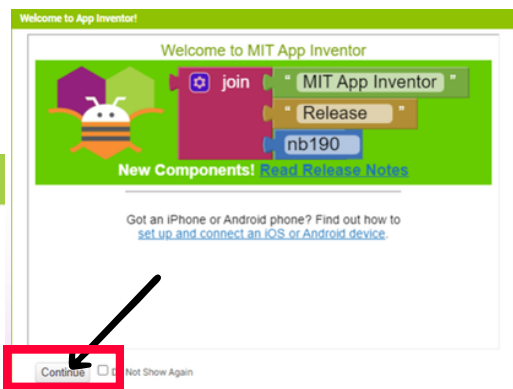 Welcome to App Inventor!
Welcome to MIT App Inventor
join " MIT App Inventor "
" Release "
nb190
New Components! Read Release Notes
Got an iPhone or Android phone? Find out how to
set up and connect an iOS or Android device.
Continue Not Show Again